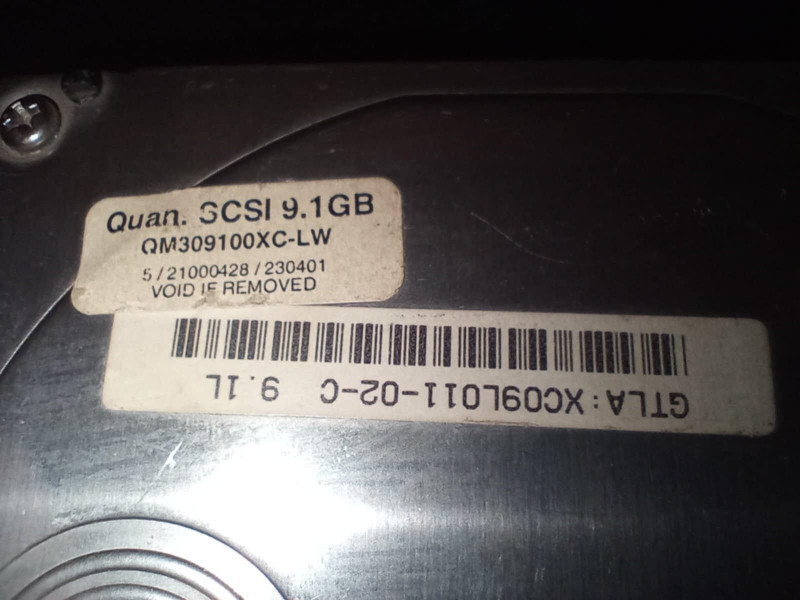 Quan. SCSI 9.1GB
QM309100XC-LW
5/21000428/230401
VOID IF REMOVED
GTLA: XC09L011-02-C 9.1L